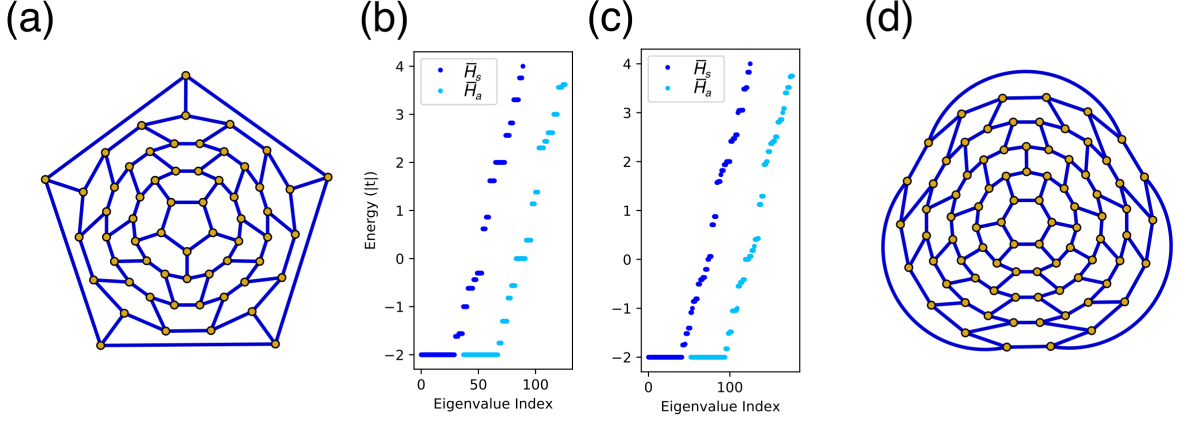 (a)
(b)
(c)
(d)
H̅ₛ
H̅ₐ
4
3
2
1
0
−1
−2
Energy (|t|)
0
50
100
Eigenvalue Index
H̅ₛ
H̅ₐ
4
3
2
1
0
−1
−2
0
100
Eigenvalue Index